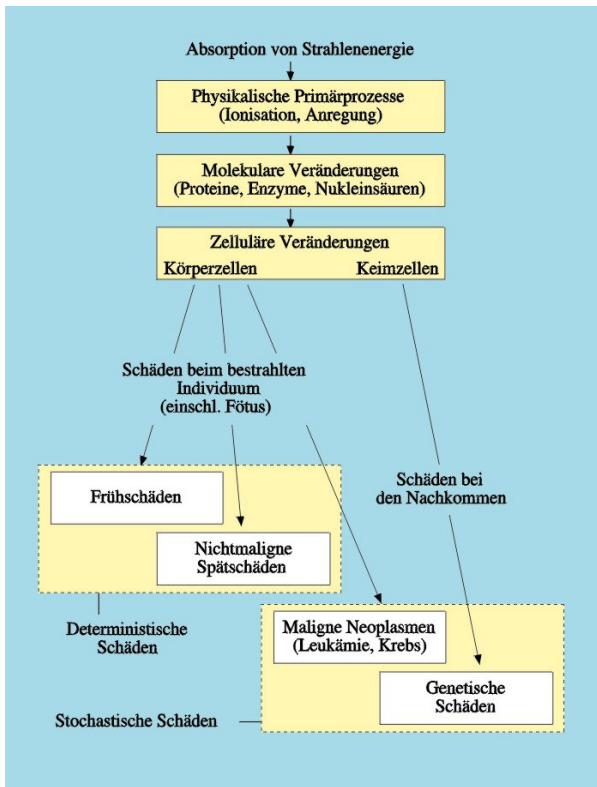 Absorption von Strahlenenergie
Physikalische Primärprozesse
(Ionisation, Anregung)
Molekulare Veränderungen
(Proteine, Enzyme, Nukleinsäuren)
Zelluläre Veränderungen
Körperzellen
Keimzellen
Schäden beim bestrahlten
Individuum
(einschl. Fötus)
Schäden bei
den Nachkommen
Frühschäden
Nichtmaligne
Spätschäden
Deterministische
Schäden
Maligne Neoplasmen
(Leukämie, Krebs)
Genetische
Schäden
Stochastische Schäden